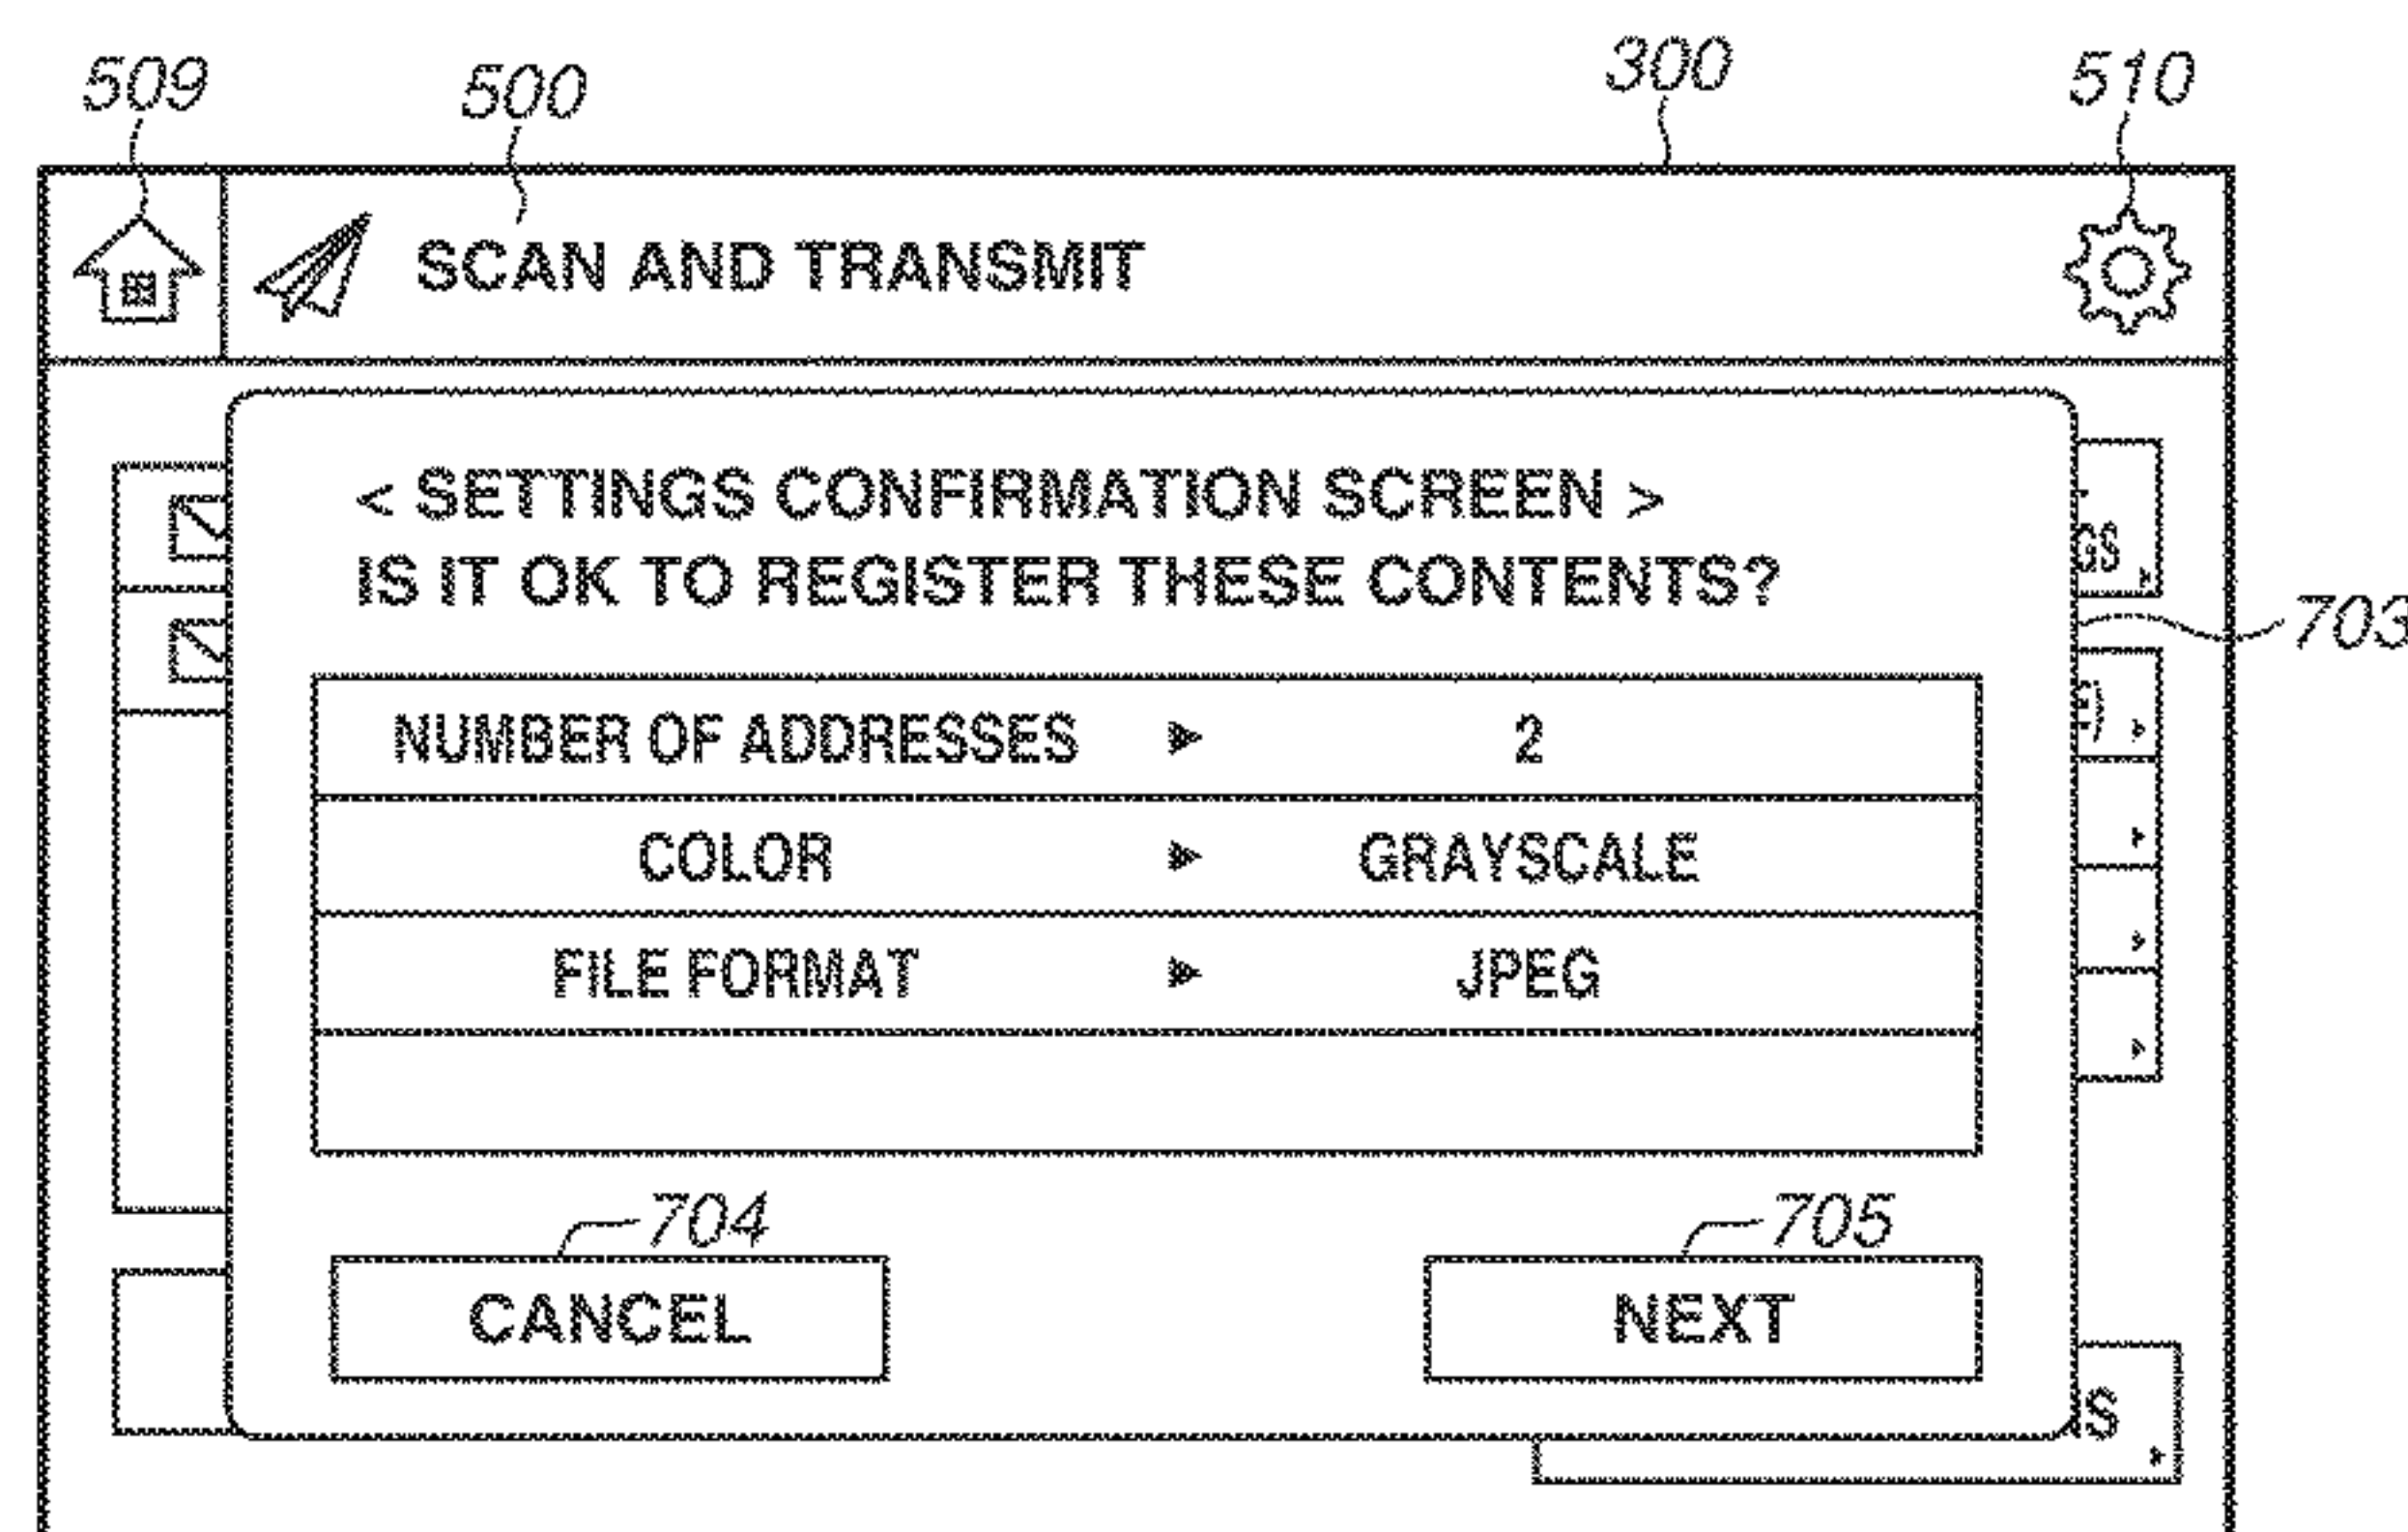 509 500 300 510
SCAN AND TRANSMIT
< SETTINGS CONFIRMATION SCREEN >
IS IT OK TO REGISTER THESE CONTENTS?
GS
703
NUMBER OF ADDRESSES ▶ 2
E)
COLOR ▶ GRAYSCALE
FILE FORMAT ▶ JPEG
704 705
CANCEL NEXT
S